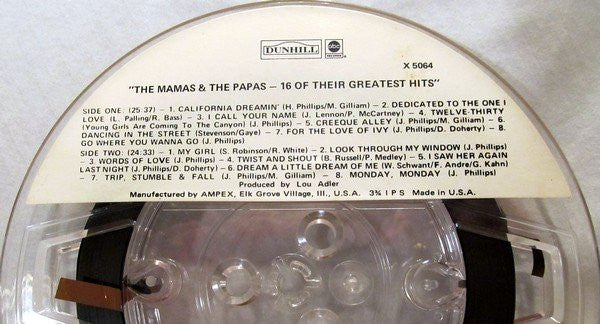 DUNHILL
abc
RECORDS
X 5064
"THE MAMAS & THE PAPAS – 16 OF THEIR GREATEST HITS"
SIDE ONE: (25:37) – 1. CALIFORNIA DREAMIN' (H. Phillips/M. Gilliam) – 2. DEDICATED TO THE ONE I
LOVE (L. Palling/R. Bass) – 3. I CALL YOUR NAME (J. Lennon/P. McCartney) – 4. TWELVE-THIRTY
(Young Girls Are Coming To The Canyon) (J. Phillips) – 5. CREEQUE ALLEY (J. Phillips/M. Gilliam) – 6.
DANCING IN THE STREET (Stevenson/Gaye) – 7. FOR THE LOVE OF IVY (J. Phillips/D. Doherty) – 8.
GO WHERE YOU WANNA GO (J. Phillips)
SIDE TWO: (24:33) – 1. MY GIRL (S. Robinson/R. White) – 2. LOOK THROUGH MY WINDOW (J. Phillips)
– 3. WORDS OF LOVE (J. Phillips) – 4. TWIST AND SHOUT (B. Russell/P. Medley) – 5. I SAW HER AGAIN
LAST NIGHT (J. Phillips/D. Doherty) – 6. DREAM A LITTLE DREAM OF ME (W. Schwant/F. Andre/G. Kahn)
– 7. TRIP, STUMBLE & FALL (J. Phillips/M. Gilliam) – 8. MONDAY, MONDAY (J. Phillips)
Produced by Lou Adler
Manufactured by AMPEX, Elk Grove Village, Ill., U.S.A. 3¾ I P S Made in U.S.A.